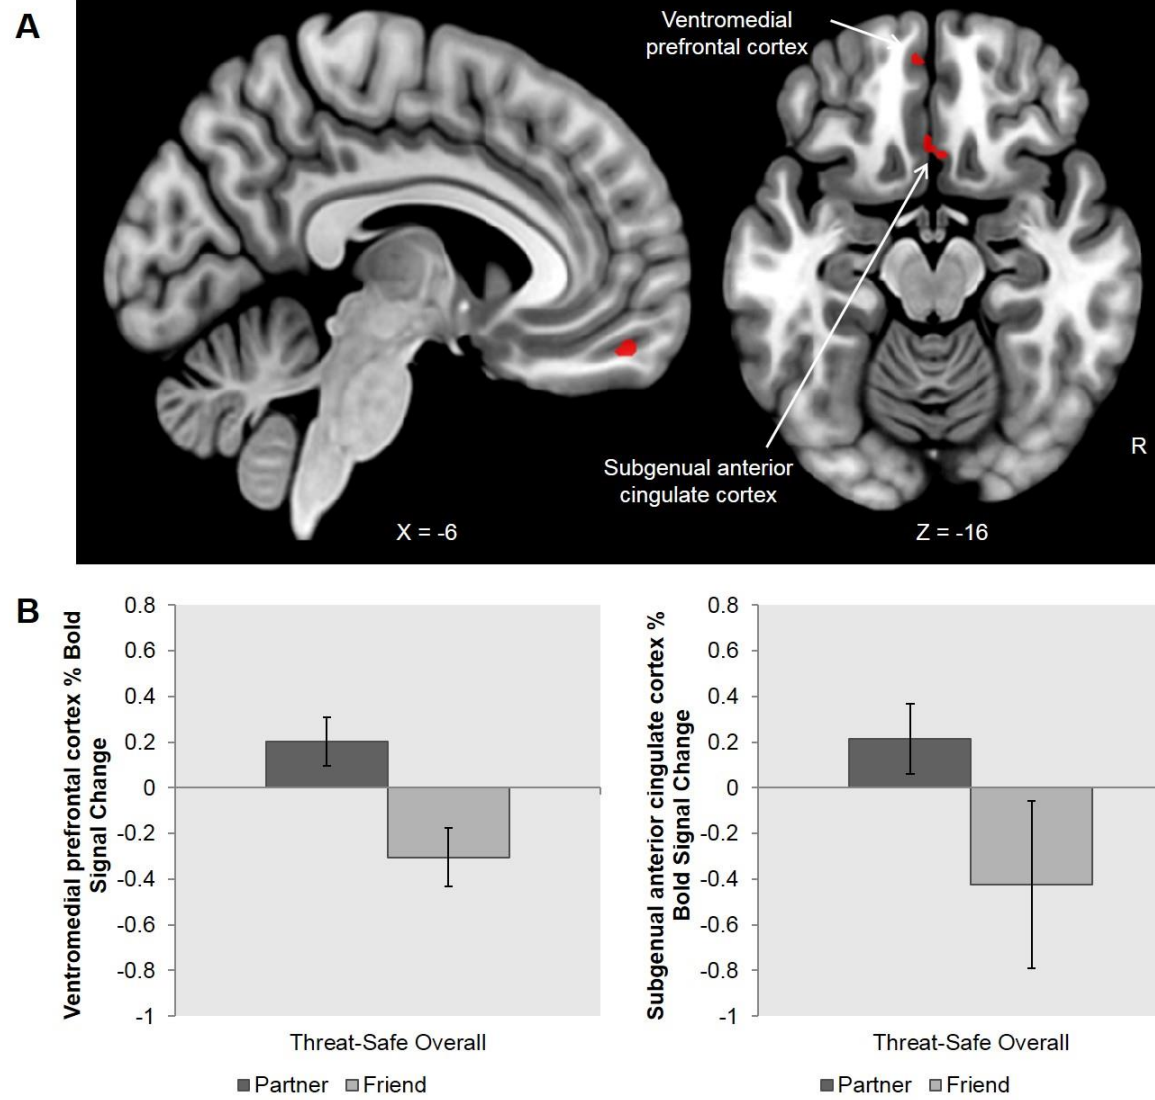 A
Ventromedial
prefrontal cortex
R
Subgenual anterior
cingulate cortex
X = -6
Z = -16
B
Ventromedial prefrontal cortex % Bold
Signal Change
0.8
0.6
0.4
0.2
0
-0.2
-0.4
-0.6
-0.8
-1
Threat-Safe Overall
Partner
Friend
Subgenual anterior cingulate cortex %
Bold Signal Change
0.8
0.6
0.4
0.2
0
-0.2
-0.4
-0.6
-0.8
-1
Threat-Safe Overall
Partner
Friend